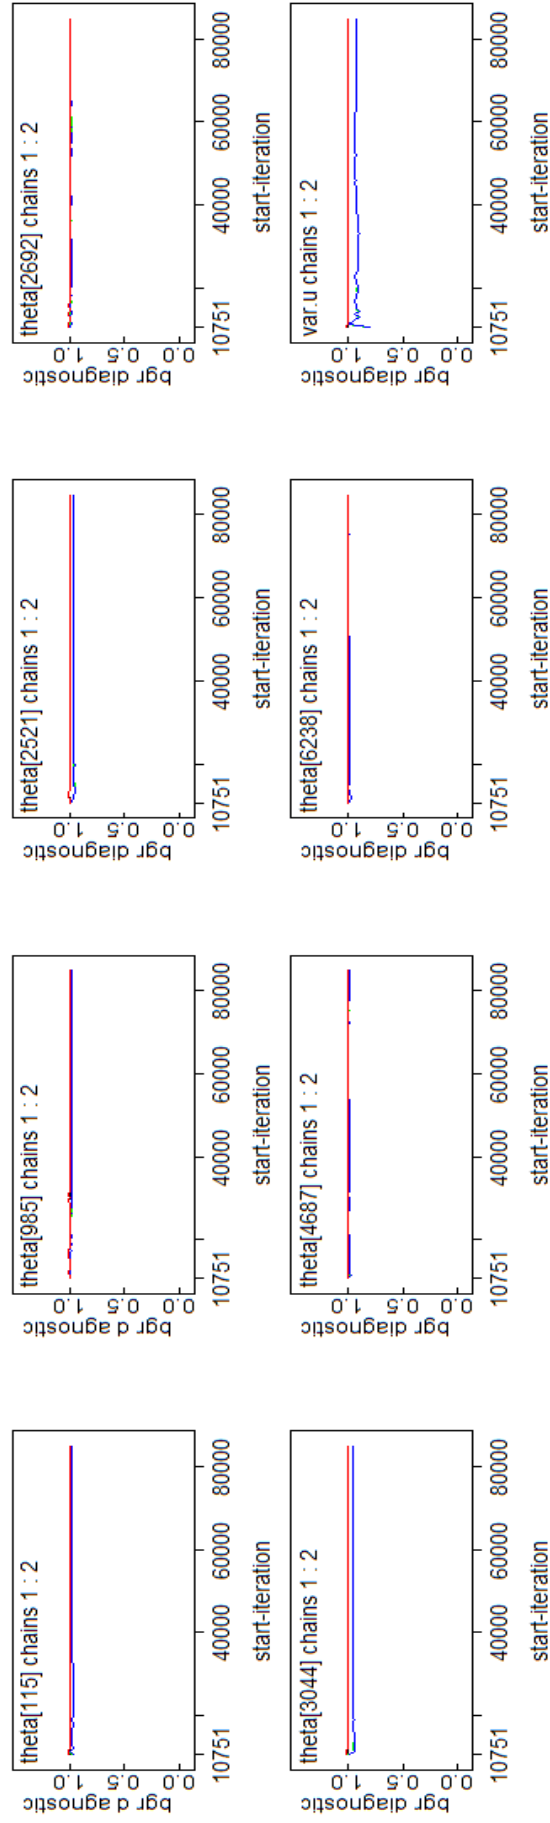 theta[115] chains 1 : 2
bgr diagnostic
1.0
0.5
0.0
10751 40000 60000 80000
start-iteration
theta[985] chains 1 : 2
bgr diagnostic
1.0
0.5
0.0
10751 40000 60000 80000
start-iteration
theta[2521] chains 1 : 2
bgr diagnostic
1.0
0.5
0.0
10751 40000 60000 80000
start-iteration
theta[2692] chains 1 : 2
bgr diagnostic
1.0
0.5
0.0
10751 40000 60000 80000
start-iteration
theta[3044] chains 1 : 2
bgr diagnostic
1.0
0.5
0.0
10751 40000 60000 80000
start-iteration
theta[4687] chains 1 : 2
bgr diagnostic
1.0
0.5
0.0
10751 40000 60000 80000
start-iteration
theta[6238] chains 1 : 2
bgr diagnostic
1.0
0.5
0.0
10751 40000 60000 80000
start-iteration
var.u chains 1 : 2
bgr diagnostic
1.0
0.5
0.0
10751 40000 60000 80000
start-iteration